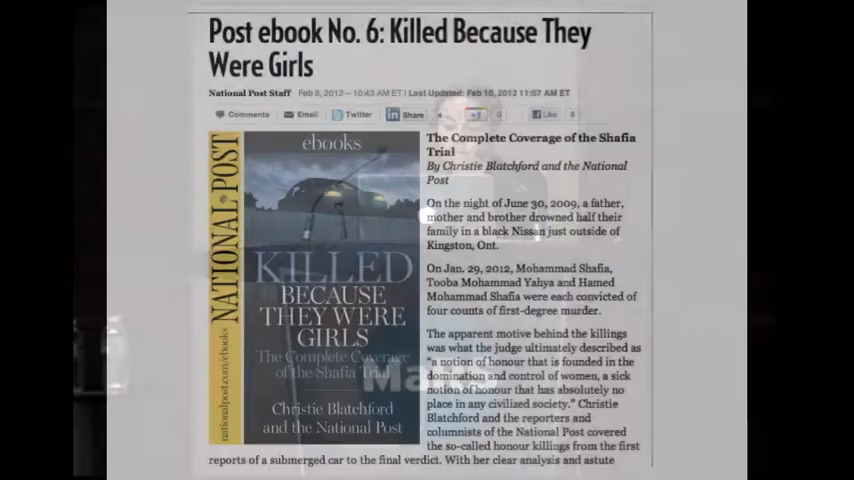 Post ebook No. 6: Killed Because They
Were Girls
National Post Staff Feb 8, 2012 – 10:43 AM ET | Last Updated: Feb 10, 2012 11:07 AM ET
Comments Email Twitter Share 4 +1 0 Like 6
ebooks
NATIONAL POST
nationalpost.com/ebooks
KILLED
BECAUSE
THEY WERE
GIRLS
The Complete Coverage
of the Shafia Trial
Christie Blatchford
and the National Post
The Complete Coverage of the Shafia
Trial
By Christie Blatchford and the National
Post
On the night of June 30, 2009, a father,
mother and brother drowned half their
family in a black Nissan just outside of
Kingston, Ont.
On Jan. 29, 2012, Mohammad Shafia,
Tooba Mohammad Yahya and Hamed
Mohammad Shafia were each convicted of
four counts of first-degree murder.
The apparent motive behind the killings
was what the judge ultimately described as
“a notion of honour that is founded in the
domination and control of women, a sick
notion of honour that has absolutely no
place in any civilized society.” Christie
Blatchford and the reporters and
columnists of the National Post covered
the so-called honour killings from the first
reports of a submerged car to the final verdict. With her clear analysis and astute